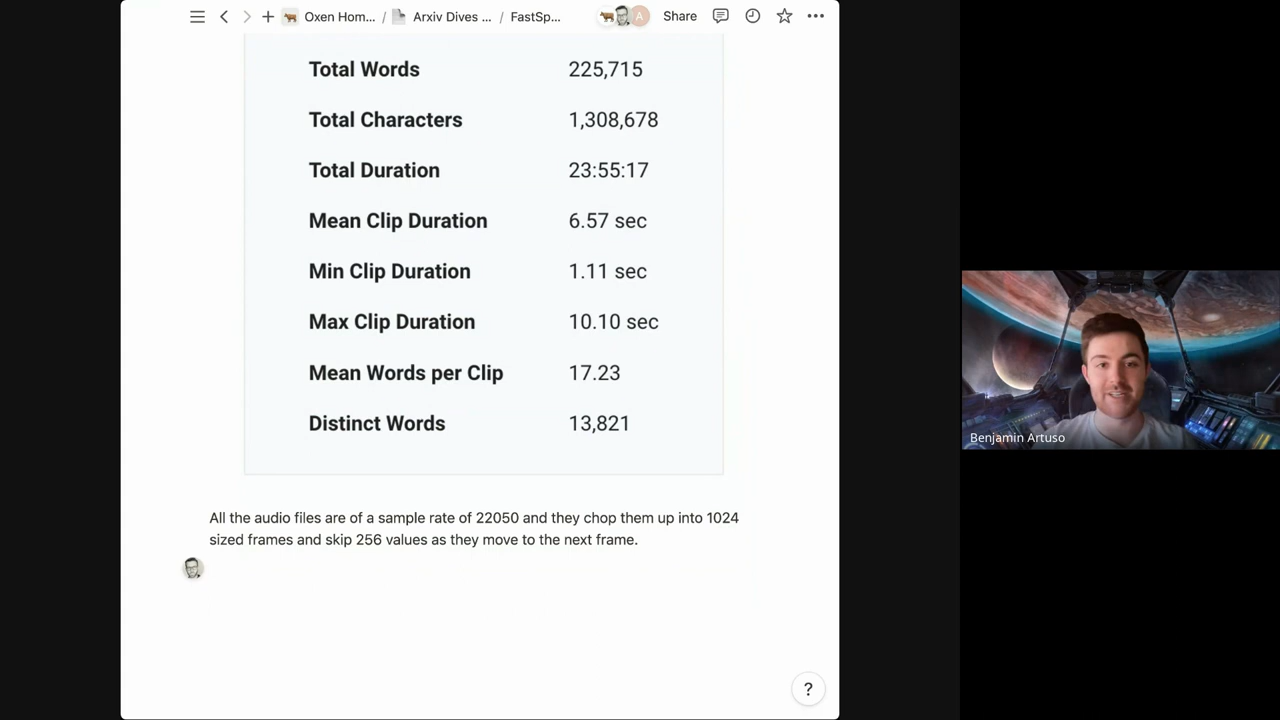 Oxen Hom... / Arxiv Dives ... / FastSp...
A
Share
Total Words 225,715
Total Characters 1,308,678
Total Duration 23:55:17
Mean Clip Duration 6.57 sec
Min Clip Duration 1.11 sec
Max Clip Duration 10.10 sec
Mean Words per Clip 17.23
Distinct Words 13,821
All the audio files are of a sample rate of 22050 and they chop them up into 1024
sized frames and skip 256 values as they move to the next frame.
?
Benjamin Artuso